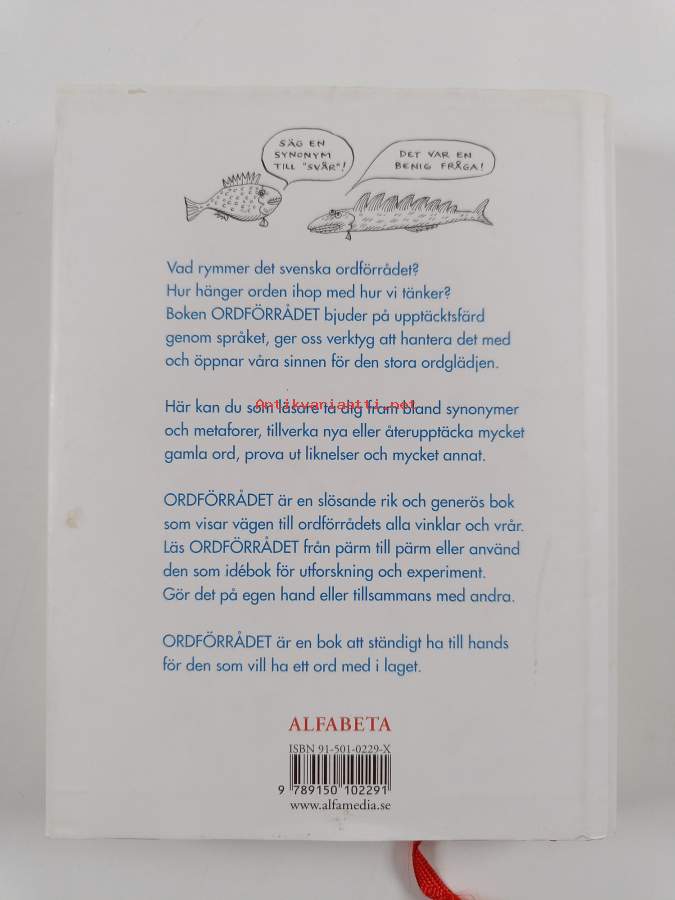 SÄG EN
SYNONYM
TILL "SVÅR"!
DET VAR EN
BENIG FRÅGA!
Vad rymmer det svenska ordförrådet?
Hur hänger orden ihop med hur vi tänker?
Boken ORDFÖRRÅDET bjuder på upptäcktsfärd
genom språket, ger oss verktyg att hantera det med
och öppnar våra sinnen för den stora ordglädjen.
Antikvariaatti.net
Här kan du som läsare ta dig fram bland synonymer
och metaforer, tillverka nya eller återupptäcka mycket
gamla ord, prova ut liknelser och mycket annat.
ORDFÖRRÅDET är en slösande rik och generös bok
som visar vägen till ordförrådets alla vinklar och vrår.
Läs ORDFÖRRÅDET från pärm till pärm eller använd
den som idébok för utforskning och experiment.
Gör det på egen hand eller tillsammans med andra.
ORDFÖRRÅDET är en bok att ständigt ha till hands
för den som vill ha ett ord med i laget.
ALFABETA
ISBN 91-501-0229-X
9 789150 102291
www.alfamedia.se